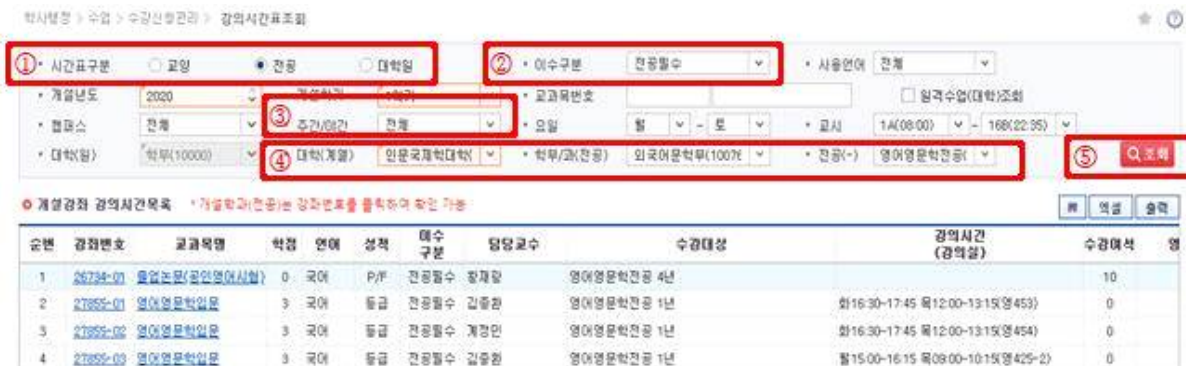 학사행정 > 수업 > 수강신청관리 > 강의시간표조회
① • 시간표구분 교양 전공 대학원 ② • 이수구분 전공필수 • 사용언어 전체
• 개설년도 2020 개설학기 1학기 • 교과목번호 원격수업(대학)조회
• 캠퍼스 전체 ③ 주간/야간 전체 • 요일 월 - 토 • 교시 1A(08:00) - 16B(22:35)
• 대학(원) 학부(10000) ④ 대학(계열) 인문국제학대학( • 학부/과(전공) 외국어문학부(1007 • 전공(-) 영어영문학전공( ⑤ 조회
개설강좌 강의시간목록 * 개설학과(전공)는 강좌번호를 클릭하여 확인 가능 엑셀 출력
순번 강좌번호 교과목명 학점 언어 성적 이수구분 담당교수 수강대상 강의시간(강의실) 수강여석
1 26734-01 졸업논문(공인영어시험) 0 국어 P/F 전공필수 영어영문학전공 4년 10
2 27855-01 영어영문학입문 3 국어 등급 전공필수 김종환 영어영문학전공 1년 화16:30~17:45 목12:00~13:15(영453) 0
3 27855-02 영어영문학입문 3 국어 등급 전공필수 계정민 영어영문학전공 1년 화16:30~17:45 목12:00~13:15(영454) 0
4 27855-03 영어영문학입문 3 국어 등급 전공필수 김종환 영어영문학전공 1년 월15:00~16:15 목09:00~10:15(영425-2) 0